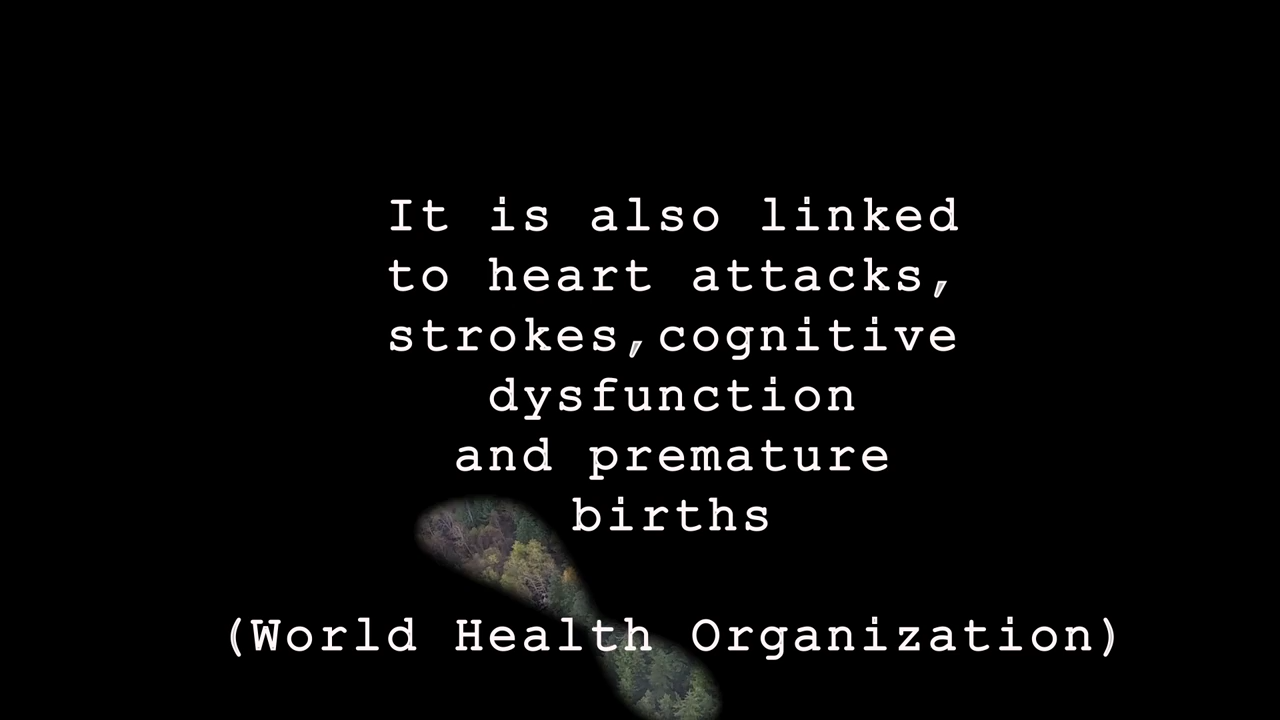 It is also linked
to heart attacks,
strokes,cognitive
dysfunction
and premature
births
(World Health Organization)